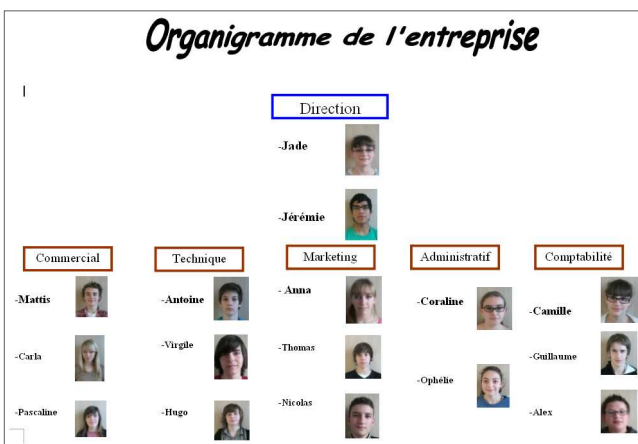 Organigramme de l'entreprise
Direction
-Jade
-Jérémie
Commercial
Technique
Marketing
Administratif
Comptabilité
-Mattis
-Carla
-Pascaline
-Antoine
-Virgile
-Hugo
- Anna
-Thomas
-Nicolas
-Coraline
-Ophélie
-Camille
-Guillaume
-Alex